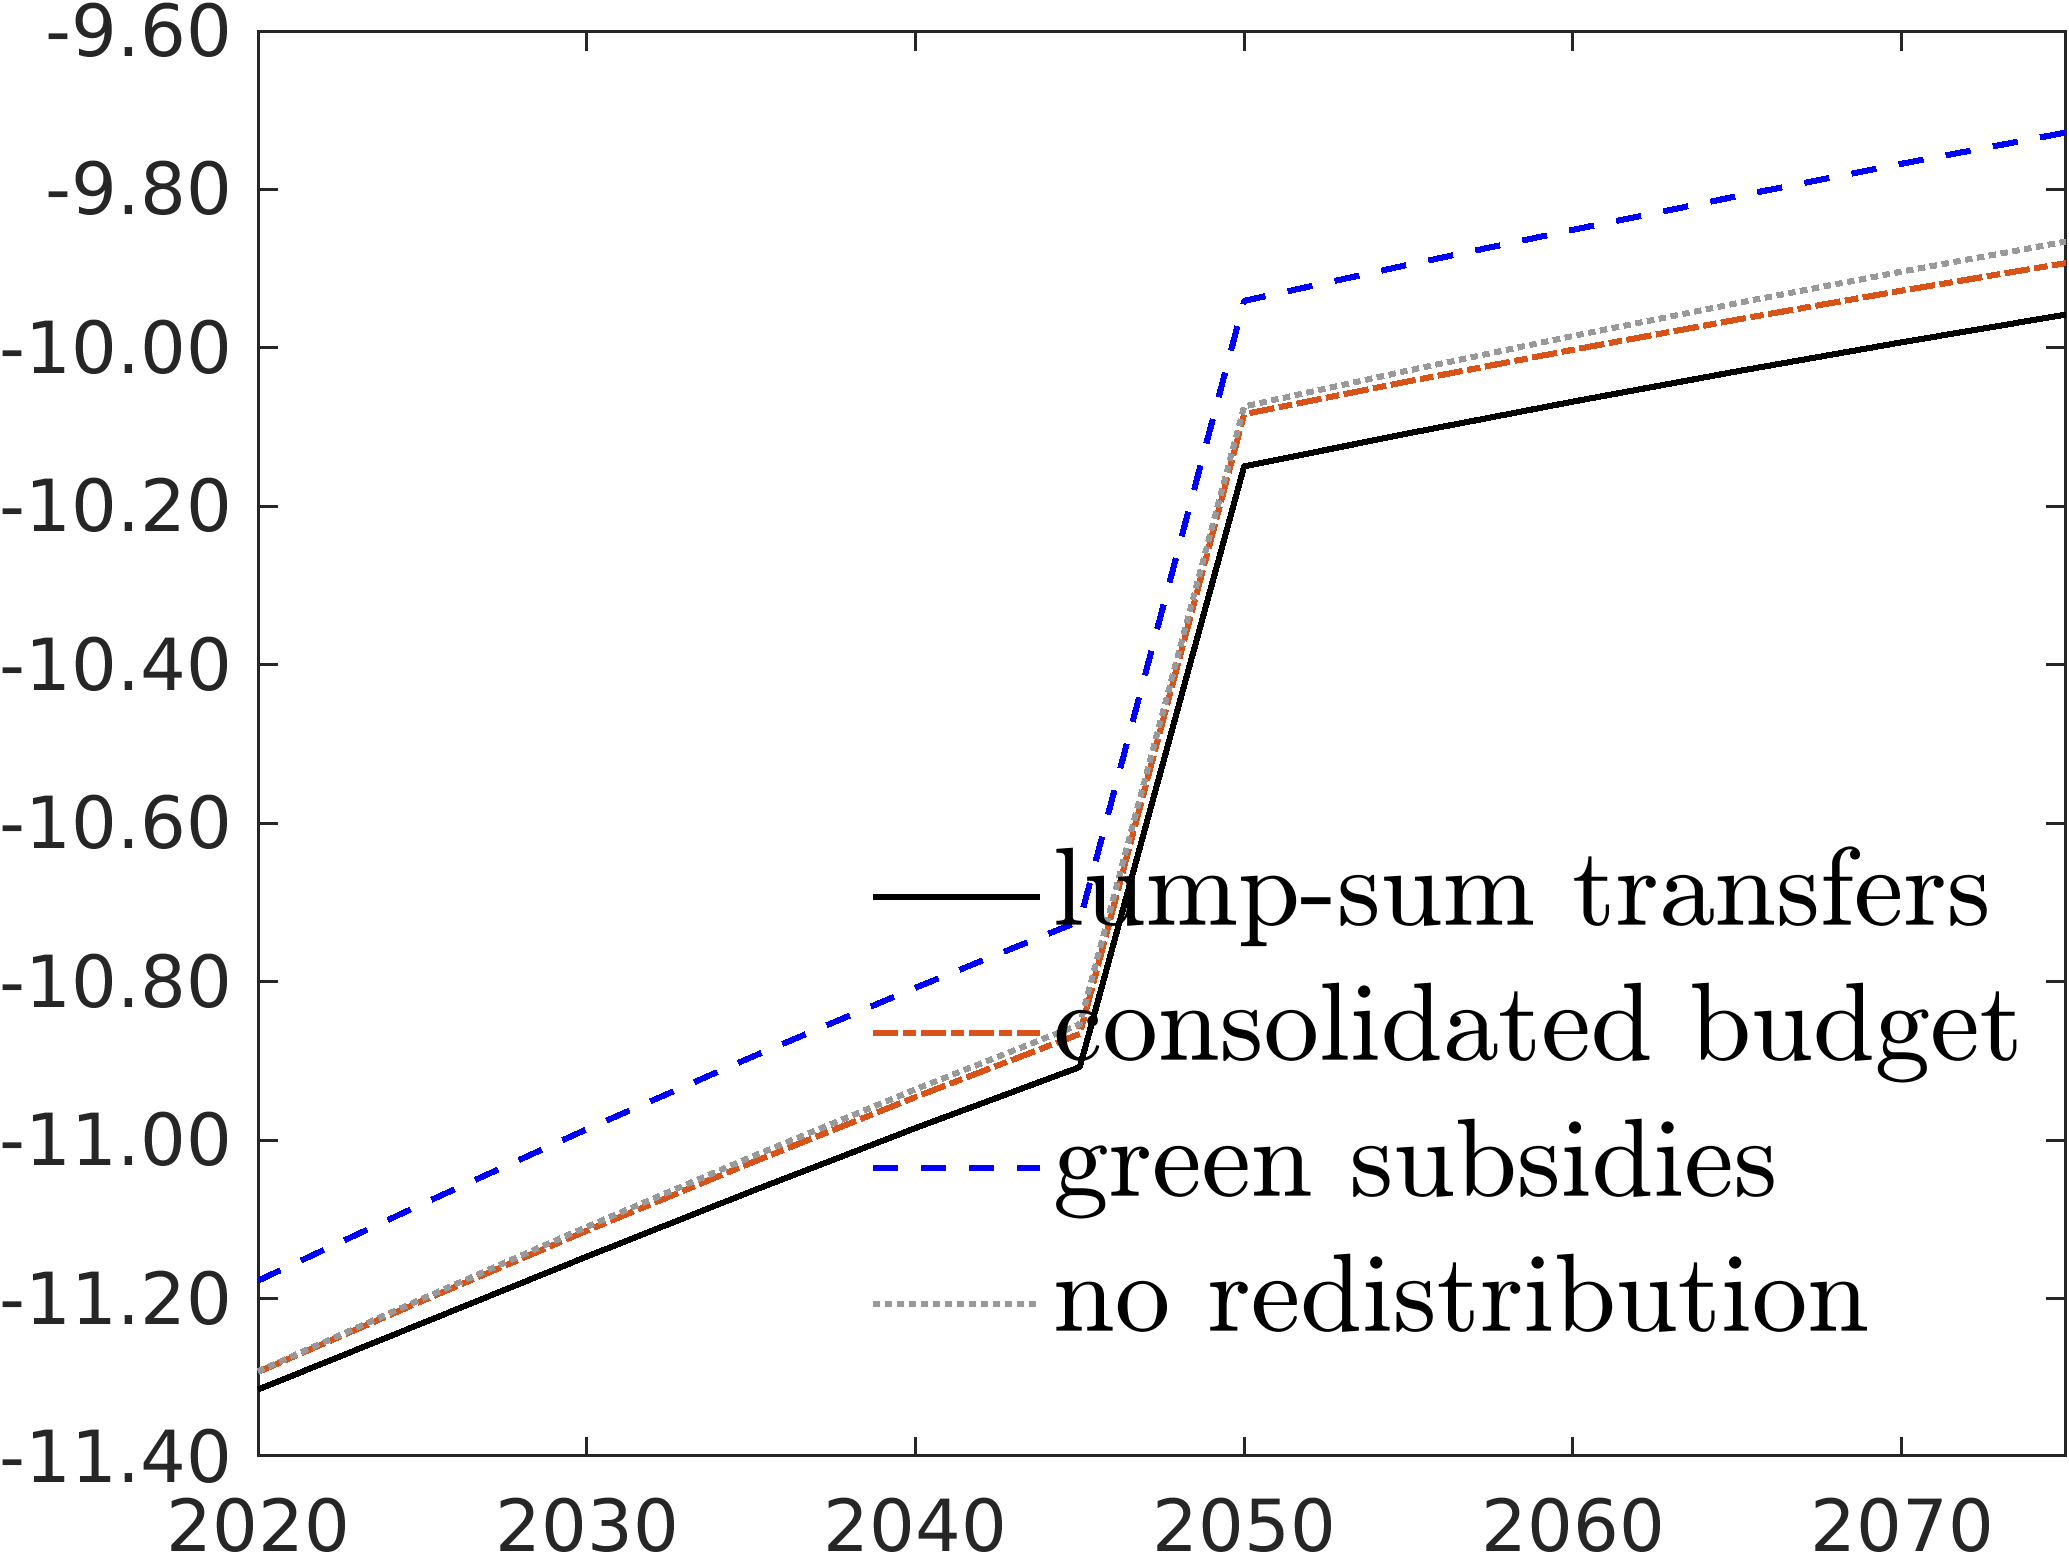 -9.60
-9.80
-10.00
-10.20
-10.40
-10.60
-10.80
-11.00
-11.20
-11.40
2020 2030 2040 2050 2060 2070
lump-sum transfers
consolidated budget
green subsidies
no redistribution